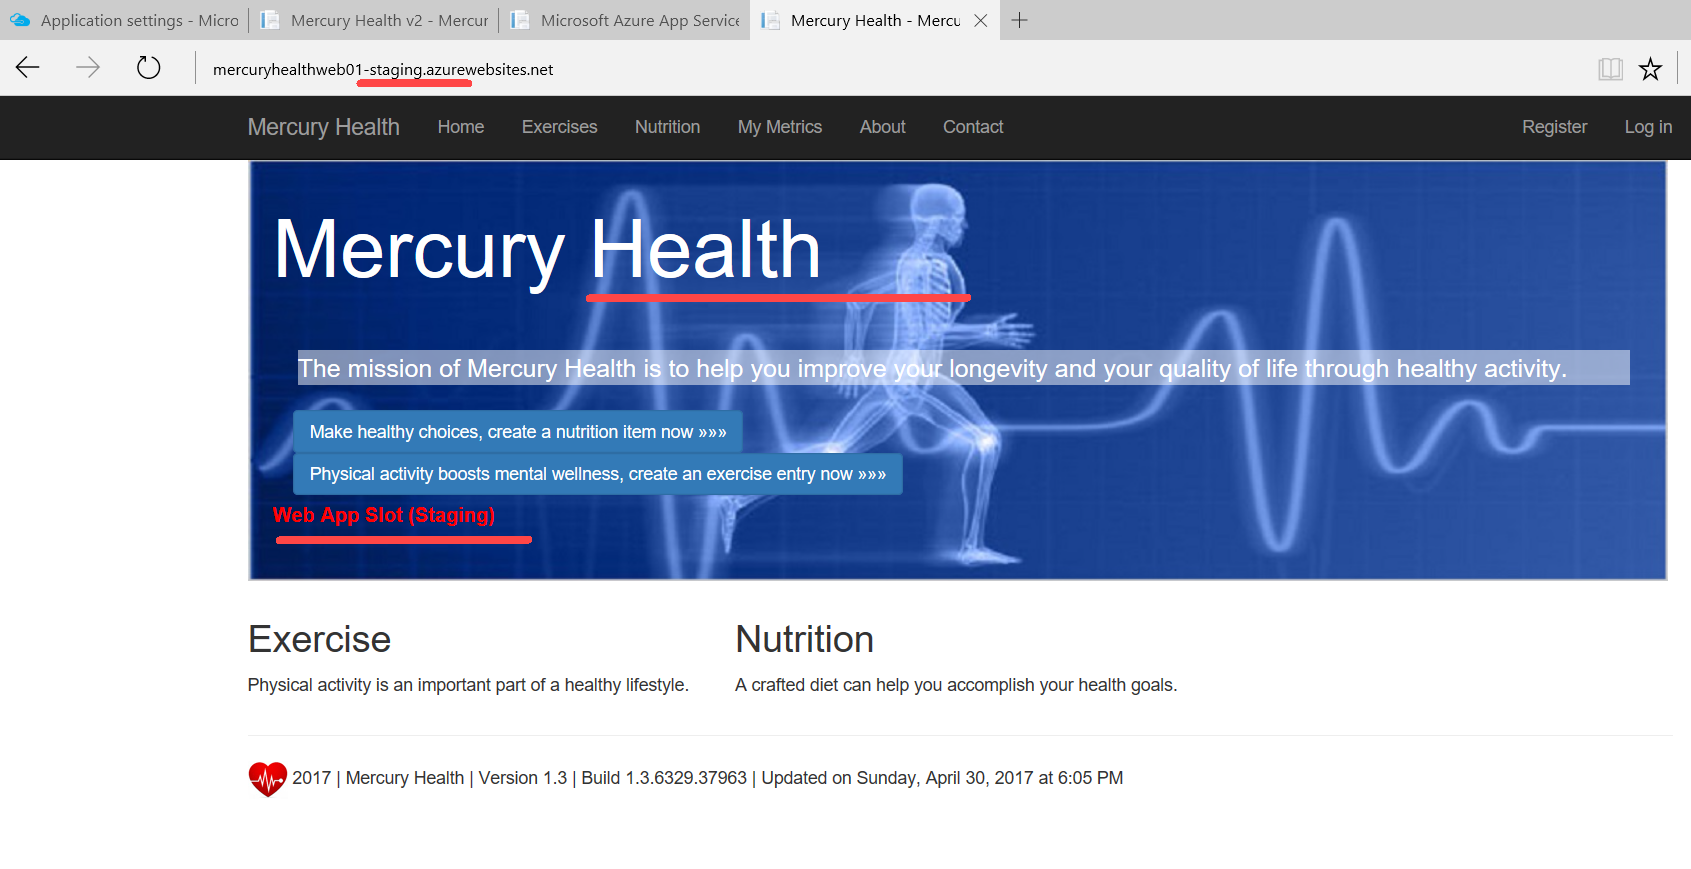 Application settings - Micro
Mercury Health v2 - Mercur
Microsoft Azure App Service
Mercury Health - Mercu
mercuryhealthweb01-staging.azurewebsites.net
Mercury Health Home Exercises Nutrition My Metrics About Contact Register Log in
Mercury Health
The mission of Mercury Health is to help you improve your longevity and your quality of life through healthy activity.
Make healthy choices, create a nutrition item now »»»
Physical activity boosts mental wellness, create an exercise entry now »»»
Web App Slot (Staging)
Exercise
Physical activity is an important part of a healthy lifestyle.
Nutrition
A crafted diet can help you accomplish your health goals.
2017 | Mercury Health | Version 1.3 | Build 1.3.6329.37963 | Updated on Sunday, April 30, 2017 at 6:05 PM